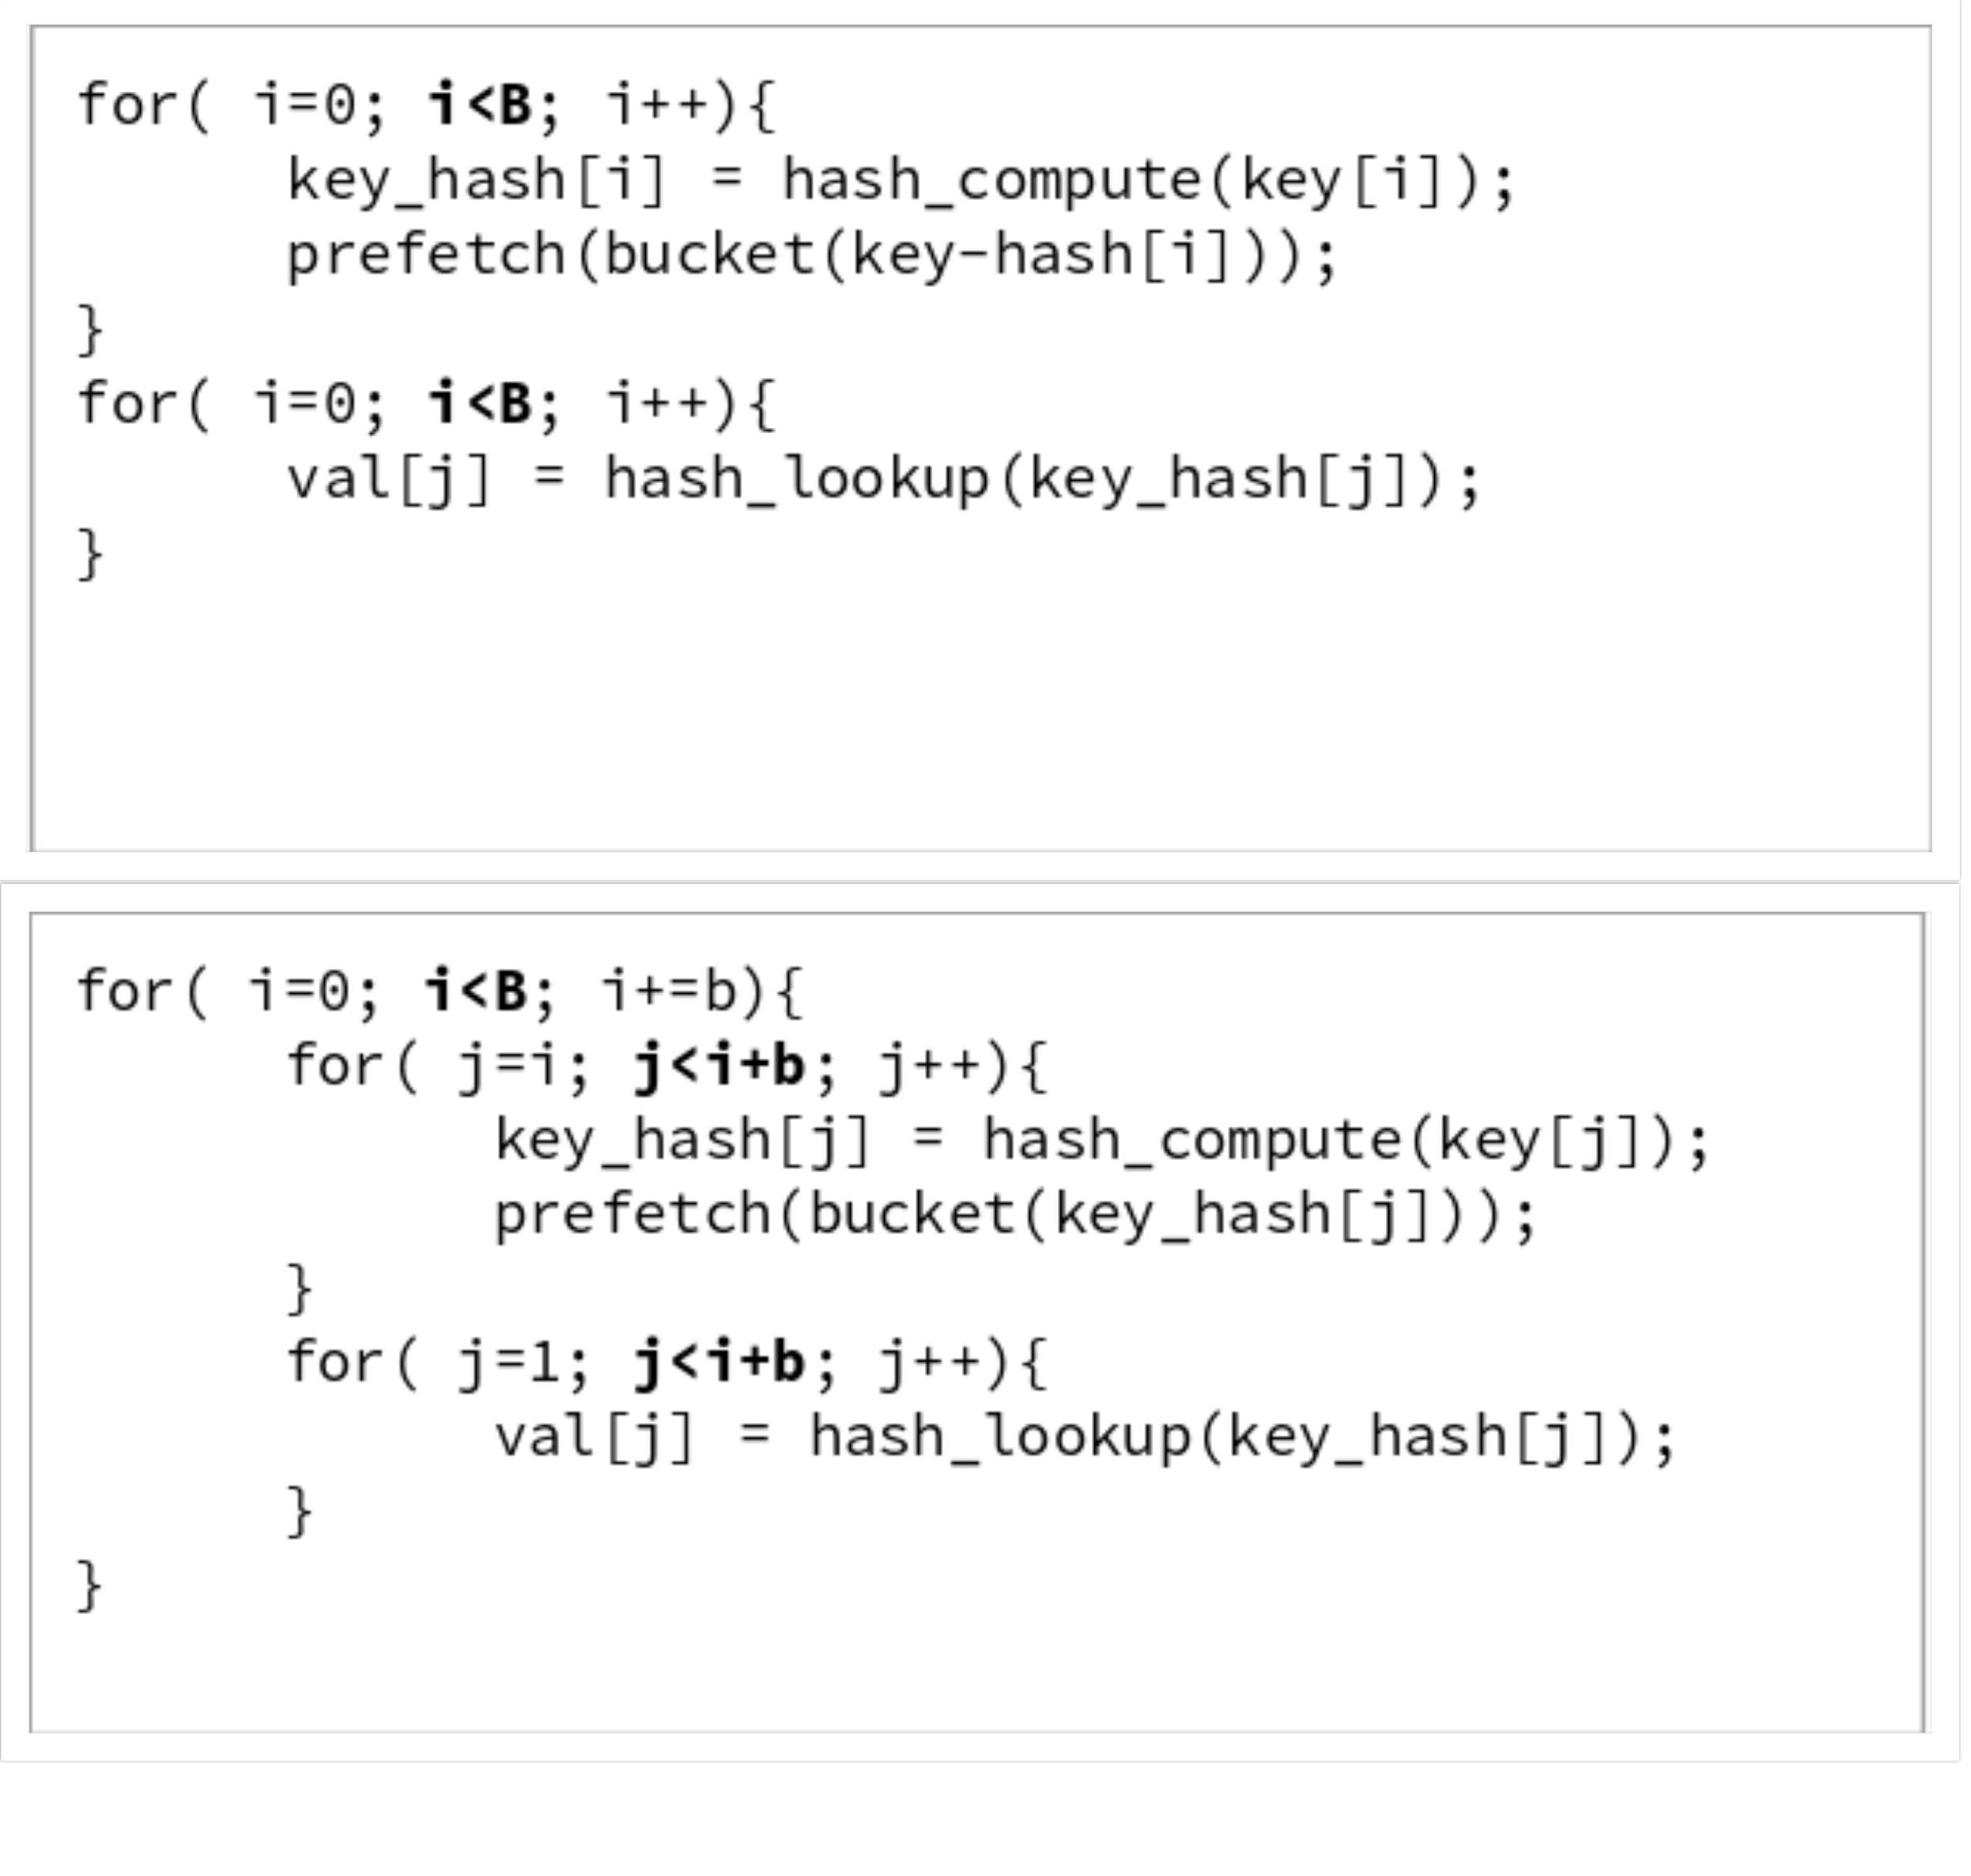 for( i=0; i<B; i++){
key_hash[i] = hash_compute(key[i]);
prefetch(bucket(key-hash[i]));
}
for( i=0; i<B; i++){
val[j] = hash_lookup(key_hash[j]);
}
for( i=0; i<B; i+=b){
for( j=i; j<i+b; j++){
key_hash[j] = hash_compute(key[j]);
prefetch(bucket(key_hash[j]));
}
for( j=1; j<i+b; j++){
val[j] = hash_lookup(key_hash[j]);
}
}